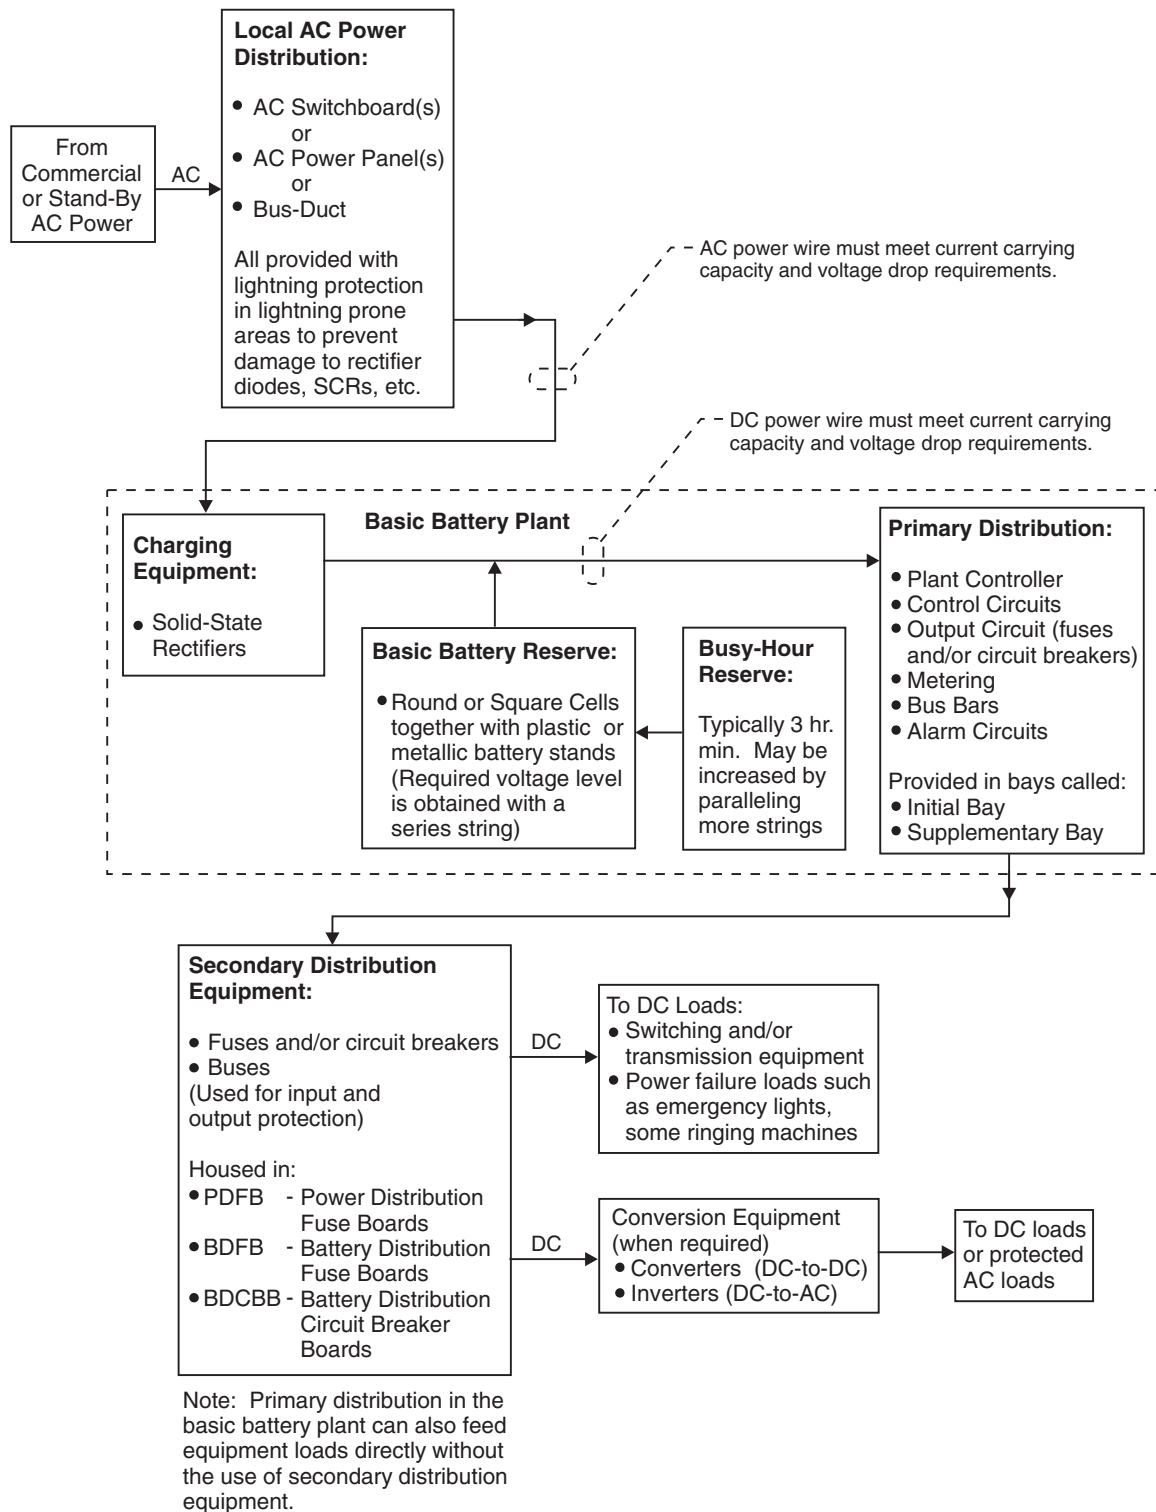 Local AC Power
Distribution:
• AC Switchboard(s)
or
• AC Power Panel(s)
or
• Bus-Duct
All provided with
lightning protection
in lightning prone
areas to prevent
damage to rectifier
diodes, SCRs, etc.
From
Commercial
or Stand-By
AC Power
AC
AC power wire must meet current carrying
capacity and voltage drop requirements.
DC power wire must meet current carrying
capacity and voltage drop requirements.
Basic Battery Plant
Charging
Equipment:
• Solid-State
Rectifiers
Basic Battery Reserve:
• Round or Square Cells
together with plastic or
metallic battery stands
(Required voltage level
is obtained with a
series string)
Busy-Hour
Reserve:
Typically 3 hr.
min. May be
increased by
paralleling
more strings
Primary Distribution:
• Plant Controller
• Control Circuits
• Output Circuit (fuses
and/or circuit breakers)
• Metering
• Bus Bars
• Alarm Circuits
Provided in bays called:
• Initial Bay
• Supplementary Bay
Secondary Distribution
Equipment:
• Fuses and/or circuit breakers
• Buses
(Used for input and
output protection)
Housed in:
• PDFB - Power Distribution
Fuse Boards
• BDFB - Battery Distribution
Fuse Boards
• BDCBB - Battery Distribution
Circuit Breaker
Boards
DC
To DC Loads:
• Switching and/or
transmission equipment
• Power failure loads such
as emergency lights,
some ringing machines
DC
Conversion Equipment
(when required)
• Converters (DC-to-DC)
• Inverters (DC-to-AC)
To DC loads
or protected
AC loads
Note: Primary distribution in the
basic battery plant can also feed
equipment loads directly without
the use of secondary distribution
equipment.